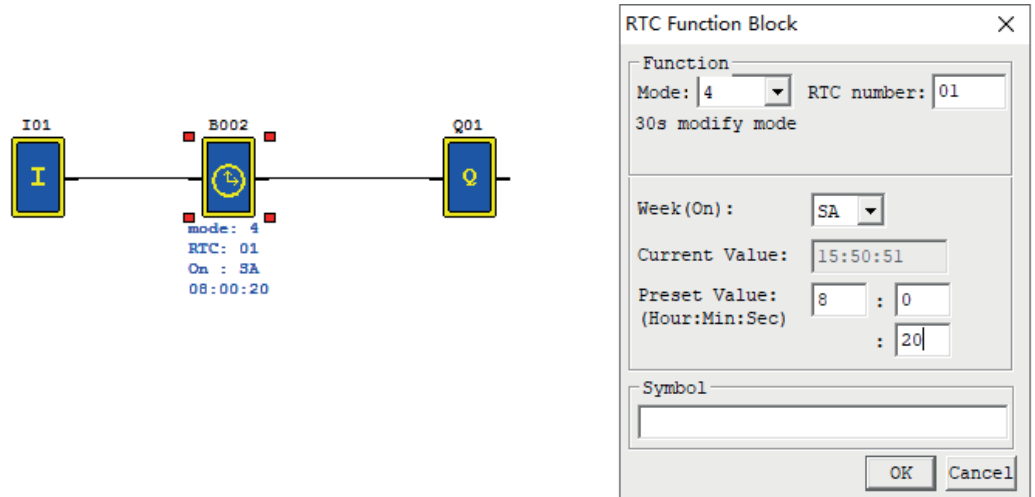 I01
B002
Q01
I
Q
mode: 4
RTC: 01
On : SA
08:00:20
RTC Function Block
Function
Mode: 4 RTC number: 01
30s modify mode
Week(On): SA
Current Value: 15:50:51
Preset Value: 8 : 0
(Hour:Min:Sec)
: 20
Symbol
OK Cancel